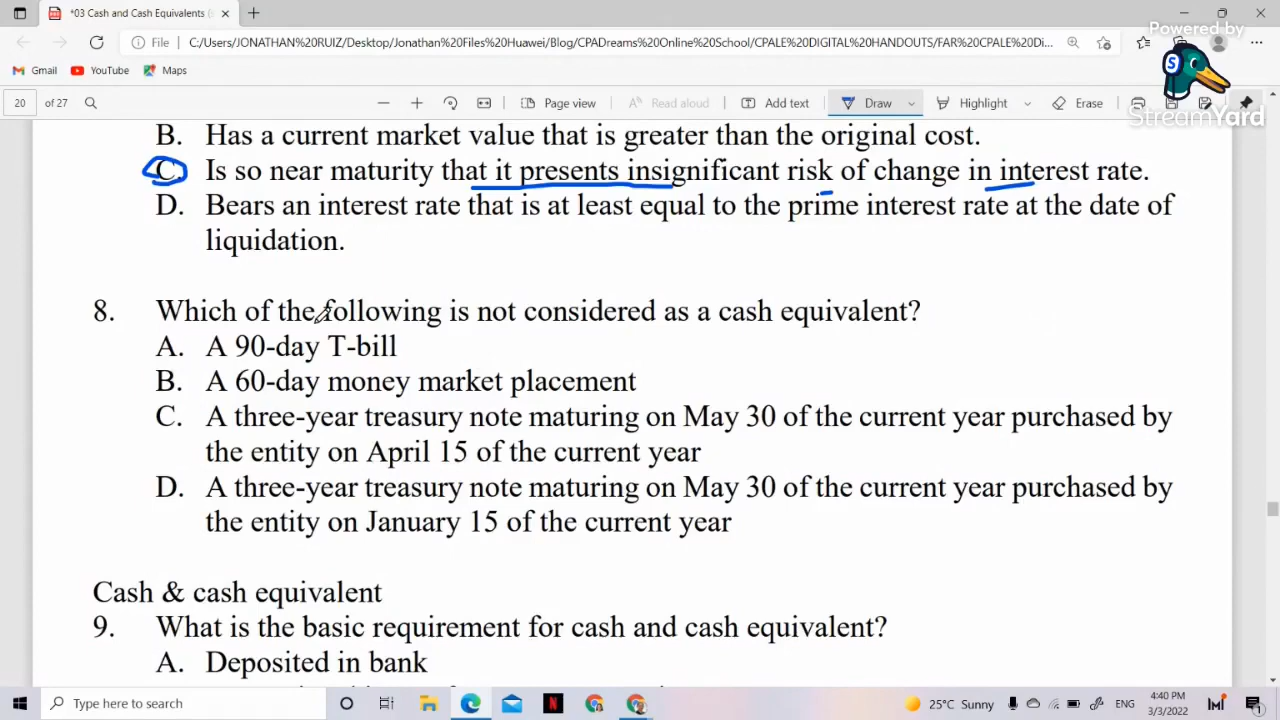 *03 Cash and Cash Equivalents (
Powered by
StreamYard
File
C:/Users/JONATHAN%20RUIZ/Desktop/Jonathan%20Files%20Huawei/Blog/CPADreams%20Online%20School/CPALE%20DIGITAL%20HANDOUTS/FAR%20CPALE%20Di...
Gmail YouTube Maps
20 of 27 Page view Read aloud Add text Draw Highlight Erase
B. Has a current market value that is greater than the original cost.
C. Is so near maturity that it presents insignificant risk of change in interest rate.
D. Bears an interest rate that is at least equal to the prime interest rate at the date of
liquidation.
8. Which of the following is not considered as a cash equivalent?
A. A 90-day T-bill
B. A 60-day money market placement
C. A three-year treasury note maturing on May 30 of the current year purchased by
the entity on April 15 of the current year
D. A three-year treasury note maturing on May 30 of the current year purchased by
the entity on January 15 of the current year
Cash & cash equivalent
9. What is the basic requirement for cash and cash equivalent?
A. Deposited in bank
Type here to search
25°C Sunny
ENG
4:40 PM
3/3/2022